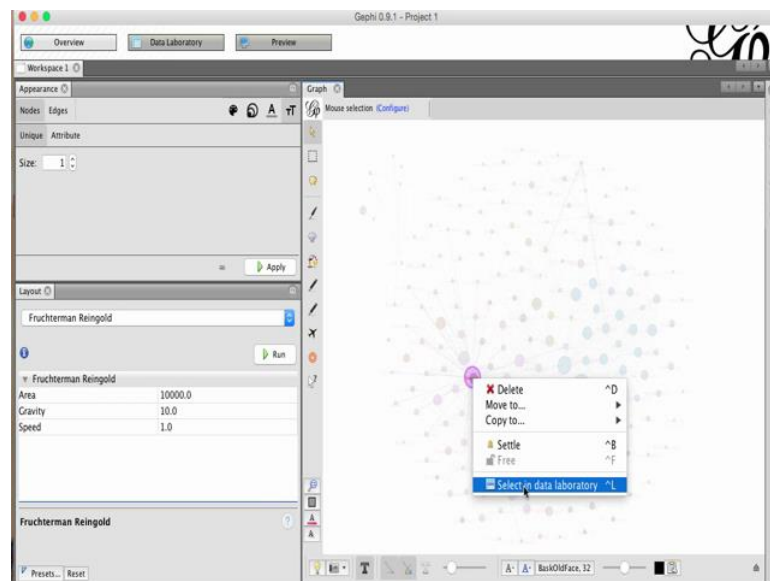 Gephi 0.9.1 - Project 1
Overview Data Laboratory Preview
Workspace 1
Appearance
Nodes Edges
Unique Attribute
Size: 1
Apply
Layout
Fruchterman Reingold
Run
Fruchterman Reingold
Area 10000.0
Gravity 10.0
Speed 1.0
Fruchterman Reingold
Presets... Reset
Graph
Mouse selection (Configure)
Delete ^D
Move to...
Copy to...
Settle ^B
Free ^F
Select in data laboratory ^L
BaskOldFace, 32